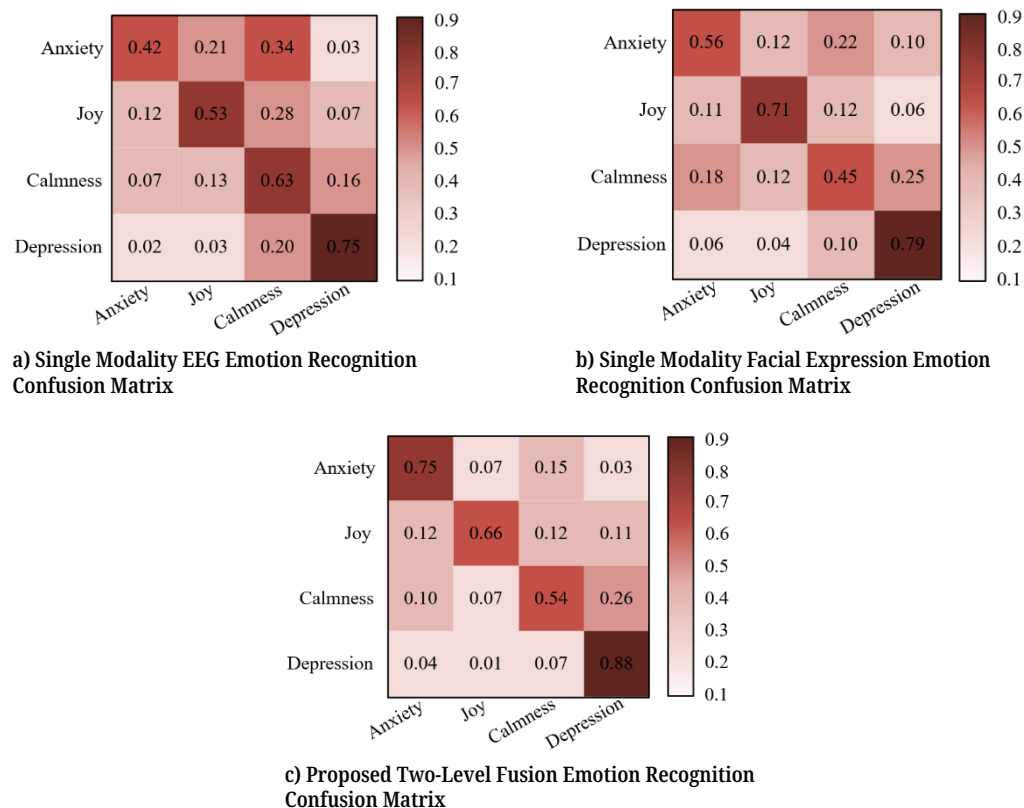 Anxiety 0.42 0.21 0.34 0.03
Joy 0.12 0.53 0.28 0.07
Calmness 0.07 0.13 0.63 0.16
Depression 0.02 0.03 0.20 0.75
Anxiety Joy Calmness Depression
0.9
0.8
0.7
0.6
0.5
0.4
0.3
0.2
0.1
a) Single Modality EEG Emotion Recognition
Confusion Matrix
Anxiety 0.56 0.12 0.22 0.10
Joy 0.11 0.71 0.12 0.06
Calmness 0.18 0.12 0.45 0.25
Depression 0.06 0.04 0.10 0.79
Anxiety Joy Calmness Depression
0.9
0.8
0.7
0.6
0.5
0.4
0.3
0.2
0.1
b) Single Modality Facial Expression Emotion
Recognition Confusion Matrix
Anxiety 0.75 0.07 0.15 0.03
Joy 0.12 0.66 0.12 0.11
Calmness 0.10 0.07 0.54 0.26
Depression 0.04 0.01 0.07 0.88
Anxiety Joy Calmness Depression
0.9
0.8
0.7
0.6
0.5
0.4
0.3
0.2
0.1
c) Proposed Two-Level Fusion Emotion Recognition
Confusion Matrix